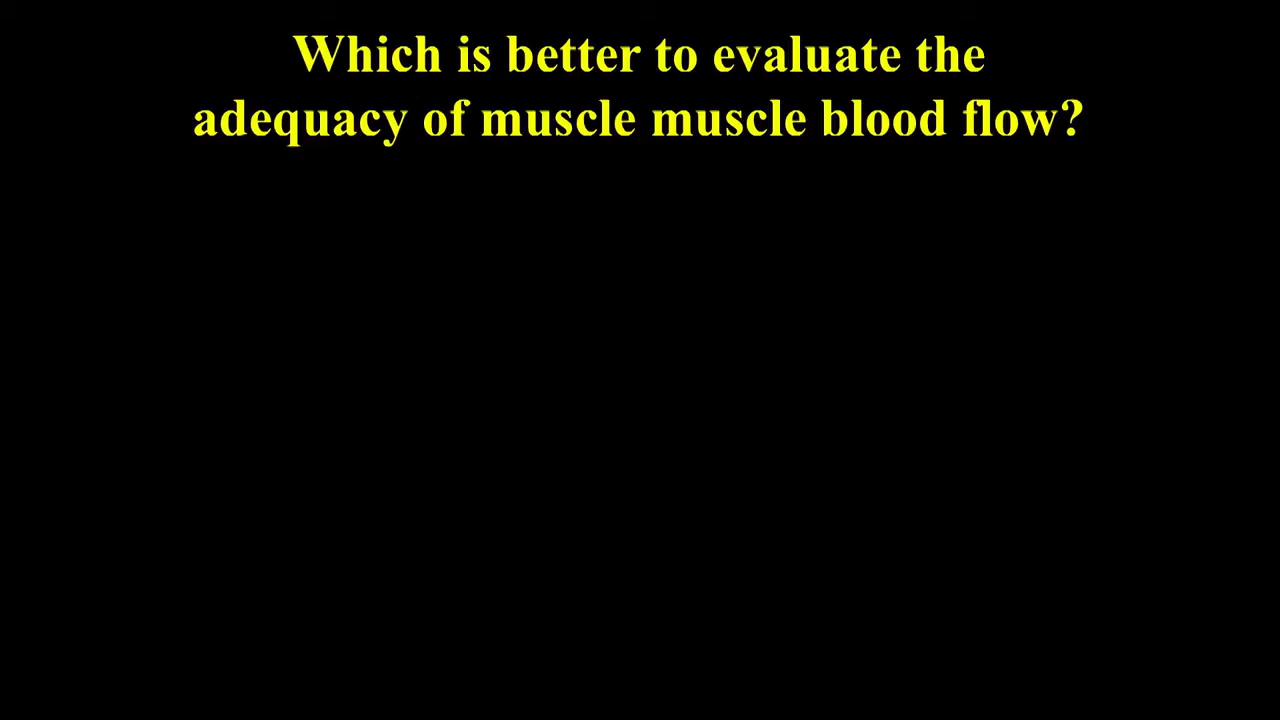 Which is better to evaluate the
adequacy of muscle muscle blood flow?